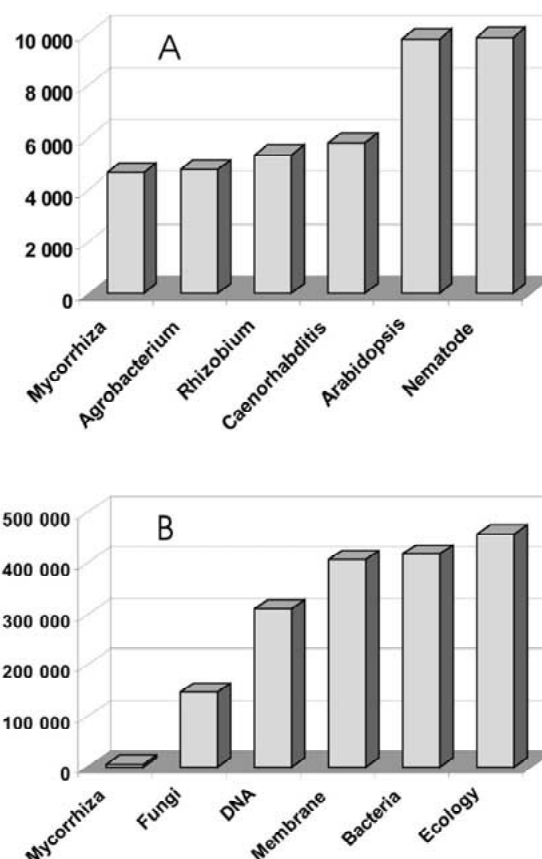 A
10 000
8 000
6 000
4 000
2 000
0
Mycorrhiza
Agrobacterium
Rhizobium
Caenorhabditis
Arabidopsis
Nematode
B
500 000
400 000
300 000
200 000
100 000
0
Mycorrhiza
Fungi
DNA
Membrane
Bacteria
Ecology